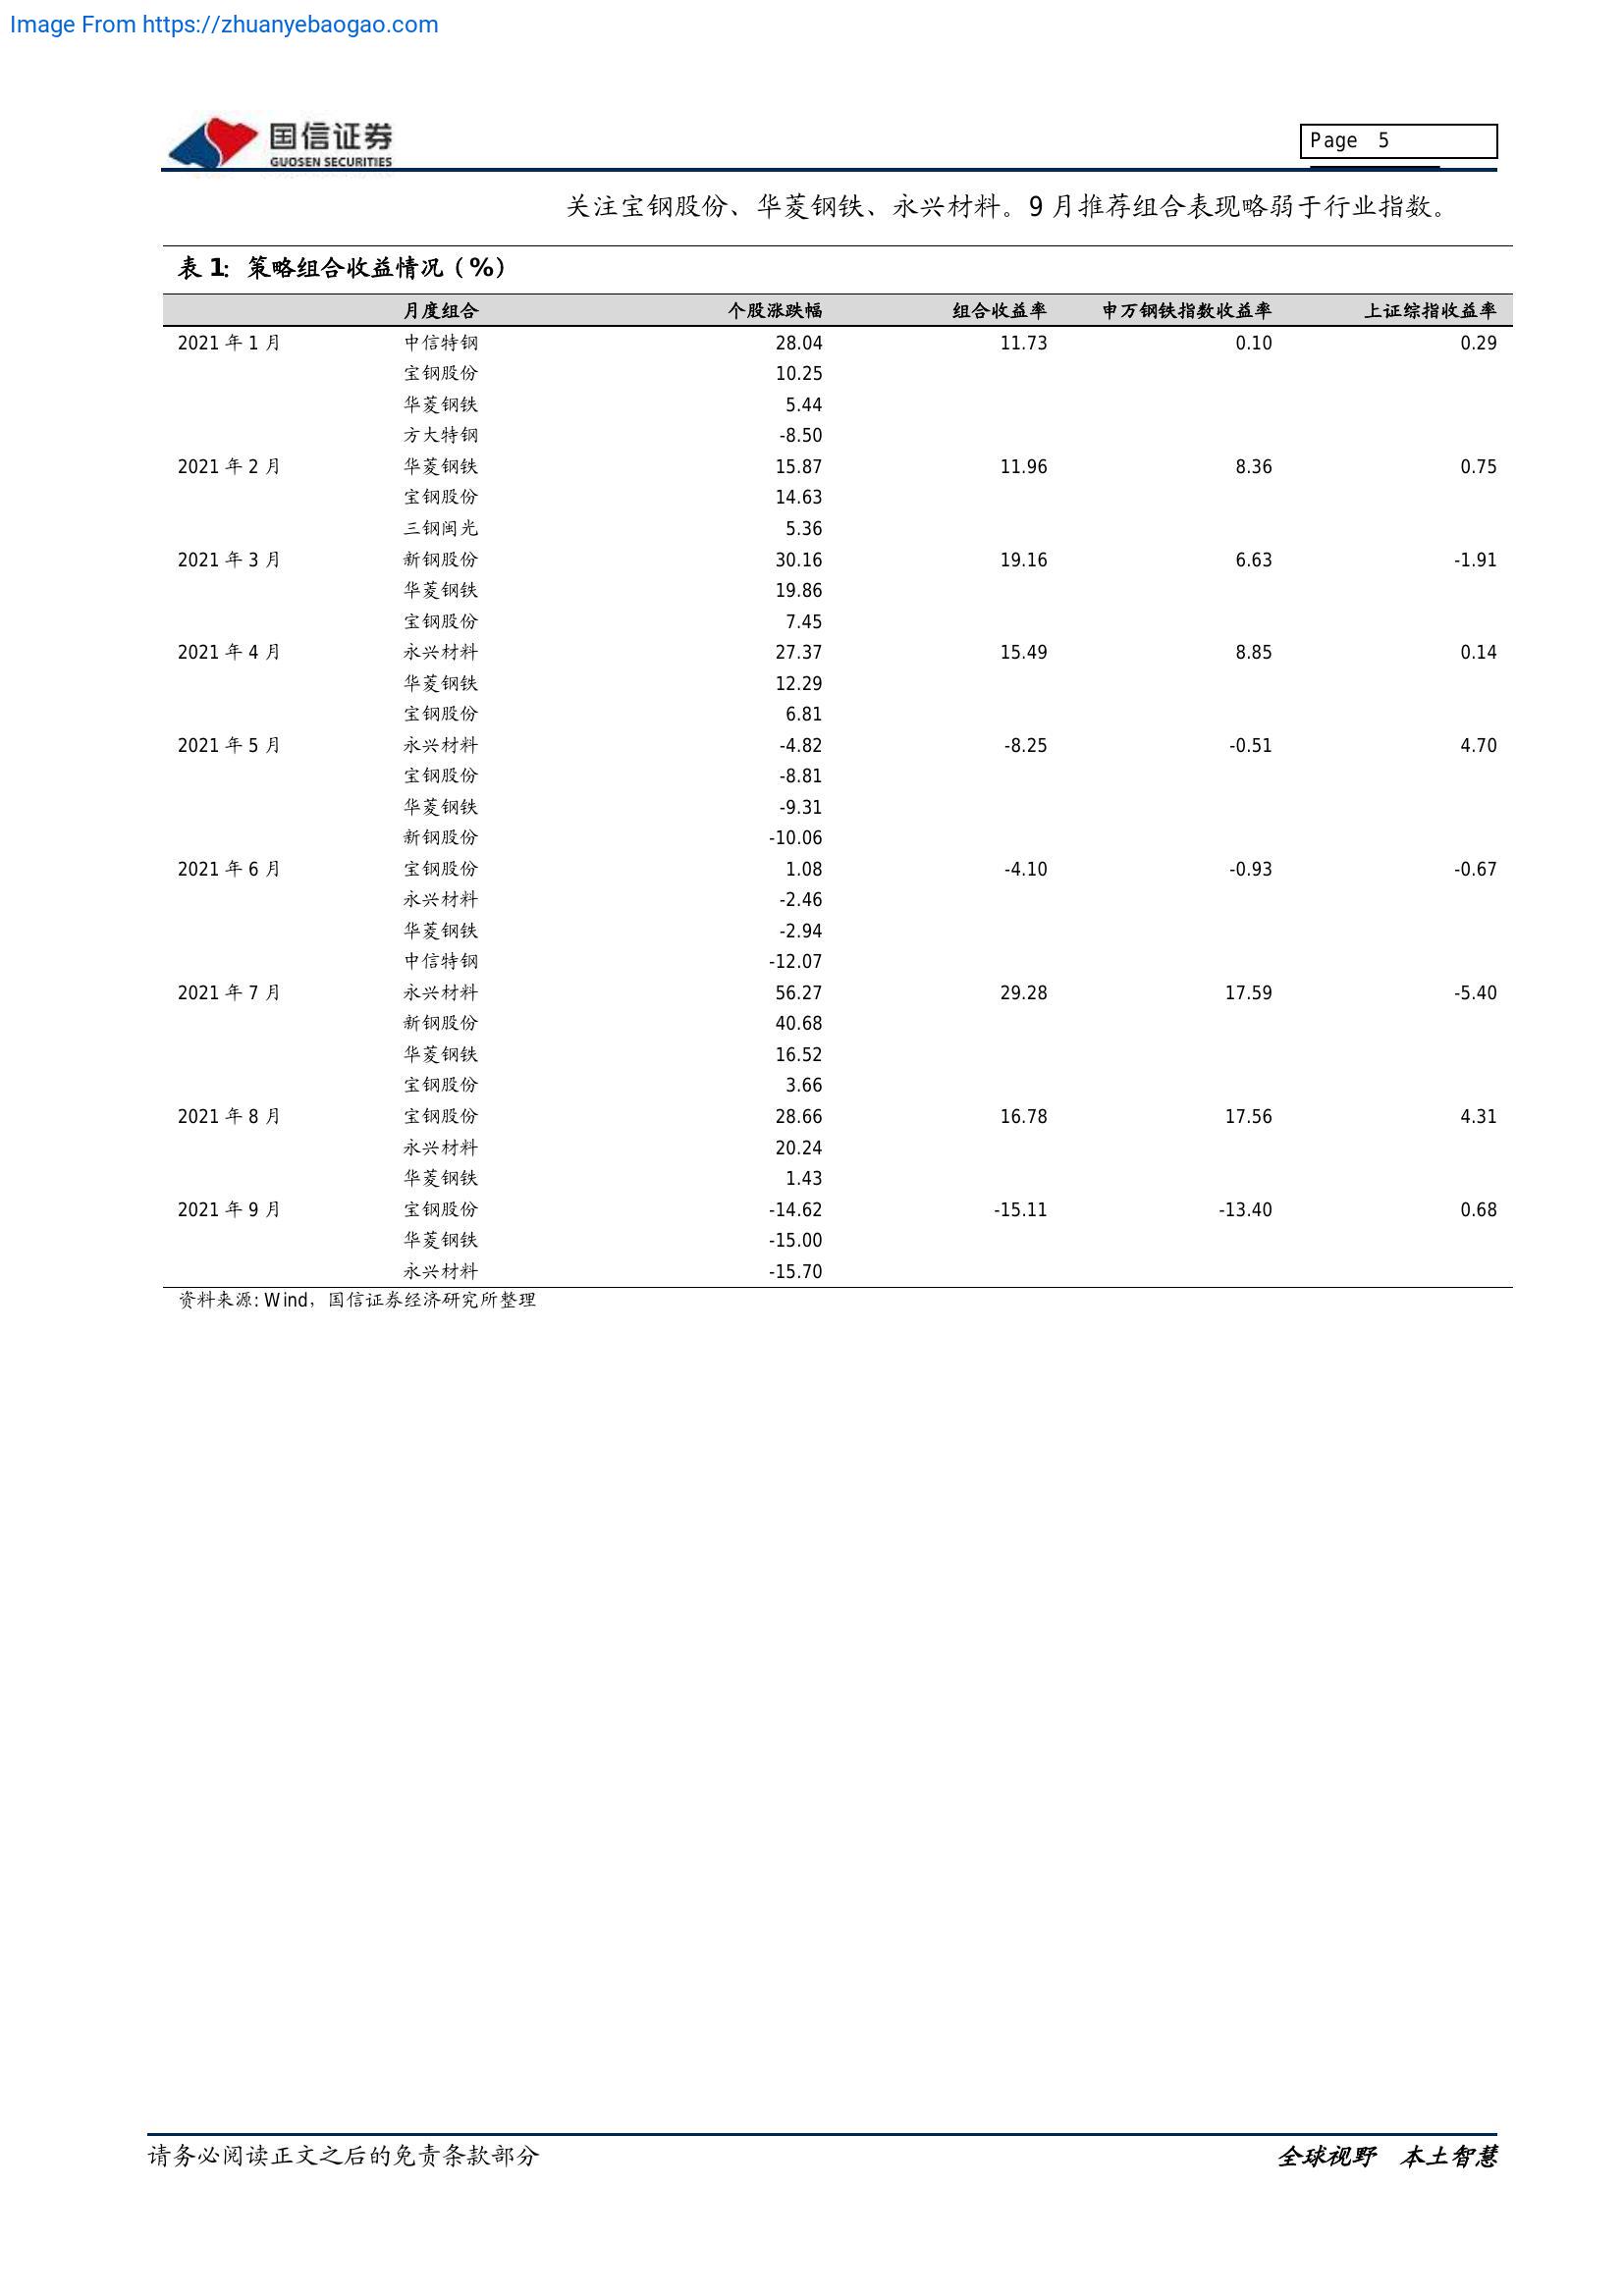 Image From https://zhuanyebaogao.com
国信证券
GUOSEN SECURITIES
Page 5
关注宝钢股份、华菱钢铁、永兴材料。9 月推荐组合表现略弱于行业指数。
表 1: 策略组合收益情况（%）
月度组合 个股涨跌幅 组合收益率 申万钢铁指数收益率 上证综指收益率
2021 年 1 月 中信特钢 28.04 11.73 0.10 0.29
宝钢股份 10.25
华菱钢铁 5.44
方大特钢 -8.50
2021 年 2 月 华菱钢铁 15.87 11.96 8.36 0.75
宝钢股份 14.63
三钢闽光 5.36
2021 年 3 月 新钢股份 30.16 19.16 6.63 -1.91
华菱钢铁 19.86
宝钢股份 7.45
2021 年 4 月 永兴材料 27.37 15.49 8.85 0.14
华菱钢铁 12.29
宝钢股份 6.81
2021 年 5 月 永兴材料 -4.82 -8.25 -0.51 4.70
宝钢股份 -8.81
华菱钢铁 -9.31
新钢股份 -10.06
2021 年 6 月 宝钢股份 1.08 -4.10 -0.93 -0.67
永兴材料 -2.46
华菱钢铁 -2.94
中信特钢 -12.07
2021 年 7 月 永兴材料 56.27 29.28 17.59 -5.40
新钢股份 40.68
华菱钢铁 16.52
宝钢股份 3.66
2021 年 8 月 宝钢股份 28.66 16.78 17.56 4.31
永兴材料 20.24
华菱钢铁 1.43
2021 年 9 月 宝钢股份 -14.62 -15.11 -13.40 0.68
华菱钢铁 -15.00
永兴材料 -15.70
资料来源: Wind，国信证券经济研究所整理
请务必阅读正文之后的免责条款部分 全球视野 本土智慧